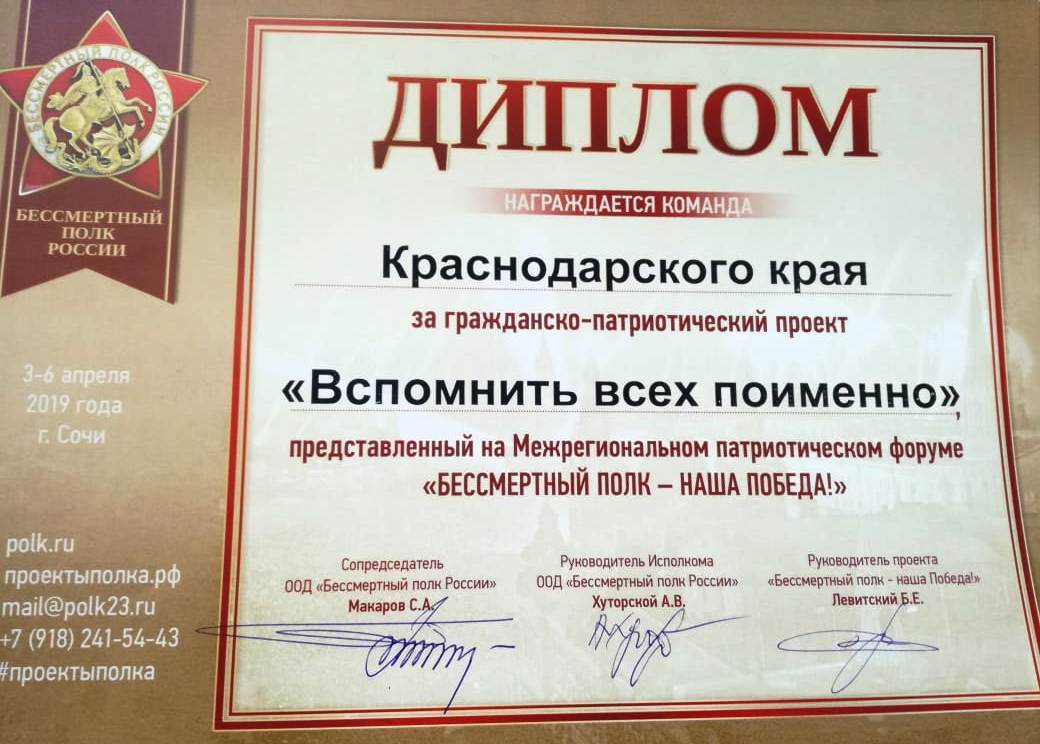 БЕССМЕРТНЫЙ ПОЛК РОССИИ
БЕССМЕРТНЫЙ
ПОЛК
РОССИИ
3-6 апреля
2019 года
г. Сочи
polk.ru
проектыполка.рф
mail@polk23.ru
+7 (918) 241-54-43
#проектыполка
ДИПЛОМ
НАГРАЖДАЕТСЯ КОМАНДА
Краснодарского края
за гражданско-патриотический проект
«Вспомнить всех поименно»,
представленный на Межрегиональном патриотическом форуме
«БЕССМЕРТНЫЙ ПОЛК – НАША ПОБЕДА!»
Сопредседатель
ООД «Бессмертный полк России»
Макаров С.А.
Руководитель Исполкома
ООД «Бессмертный полк России»
Хуторской А.В.
Руководитель проекта
«Бессмертный полк - наша Победа!»
Левитский Б.Е.